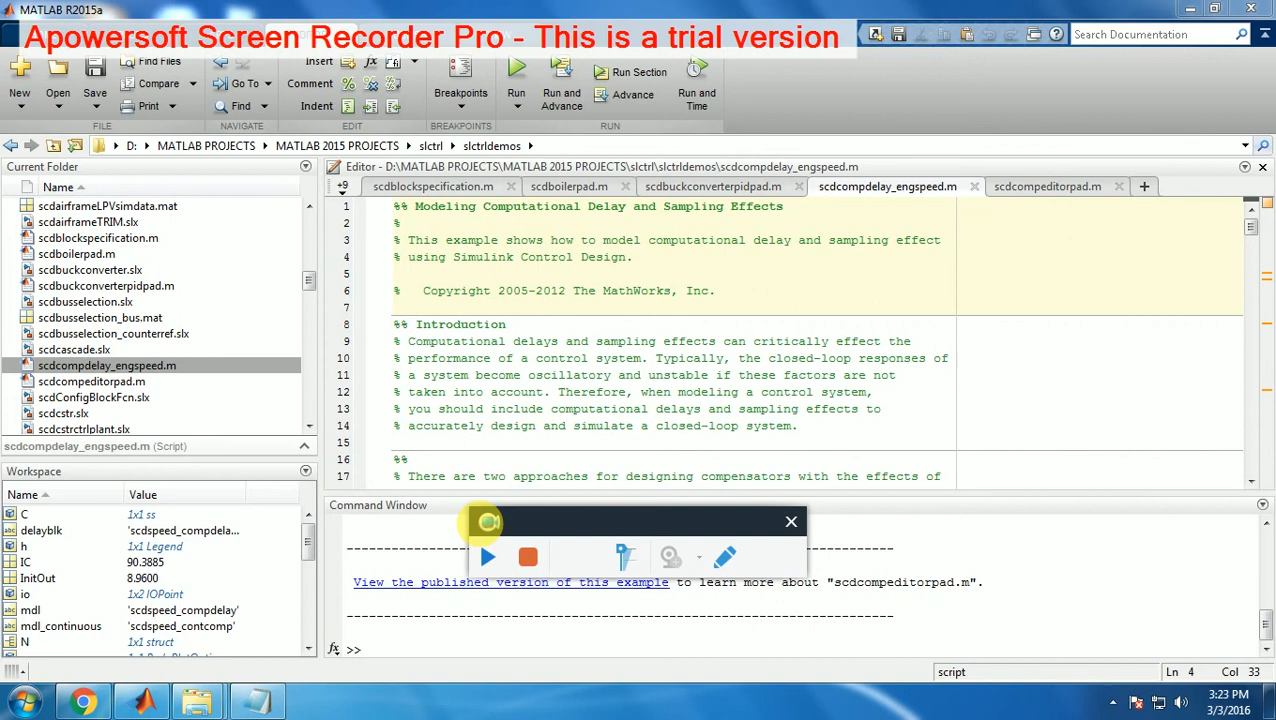 MATLAB R2015a
Apowersoft Screen Recorder Pro - This is a trial version
Search Documentation
New
Open
Save
Find Files
Compare
Print
FILE
Go To
Find
NAVIGATE
Insert
Comment
Indent
EDIT
Breakpoints
BREAKPOINTS
Run
Run and
Advance
Run Section
Advance
Run and
Time
RUN
D: MATLAB PROJECTS MATLAB 2015 PROJECTS slctrl slctrldemos
Current Folder
Name
scdairframeLPVsimdata.mat
scdairframeTRIM.slx
scdblockspecification.m
scdboilerpad.m
scdbuckconverter.slx
scdbuckconverterpidpad.m
scdbusselection.slx
scdbusselection_bus.mat
scdbusselection_counterref.slx
scdcascade.slx
scdcompdelay_engspeed.m
scdcompeditorpad.m
scdConfigBlockFcn.m
scdcstr.slx
scdcstrctrlplant.slx
scdcompdelay_engspeed.m (Script)
Workspace
Name Value
C 1x1 ss
delayblk 'scdspeed_compdela...
h 1x1 Legend
IC 90.3885
InitOut 8.9600
io 1x2 IOPoint
mdl 'scdspeed_compdelay'
mdl_continuous 'scdspeed_contcomp'
N 1x1 struct
Editor - D:\MATLAB PROJECTS\MATLAB 2015 PROJECTS\slctrl\slctrldemos\scdcompdelay_engspeed.m
+9 scdblockspecification.m scdboilerpad.m scdbuckconverterpidpad.m scdcompdelay_engspeed.m scdcompeditorpad.m
1 %% Modeling Computational Delay and Sampling Effects
2 %
3 % This example shows how to model computational delay and sampling effect
4 % using Simulink Control Design.
5
6 % Copyright 2005-2012 The MathWorks, Inc.
7
8 %% Introduction
9 % Computational delays and sampling effects can critically effect the
10 % performance of a control system. Typically, the closed-loop responses of
11 % a system become oscillatory and unstable if these factors are not
12 % taken into account. Therefore, when modeling a control system,
13 % you should include computational delays and sampling effects to
14 % accurately design and simulate a closed-loop system.
15
16 %%
17 % There are two approaches for designing compensators with the effects of
Command Window
View the published version of this example to learn more about "scdcompeditorpad.m".
fx >>
script
Ln 4 Col 33
3:23 PM
3/3/2016